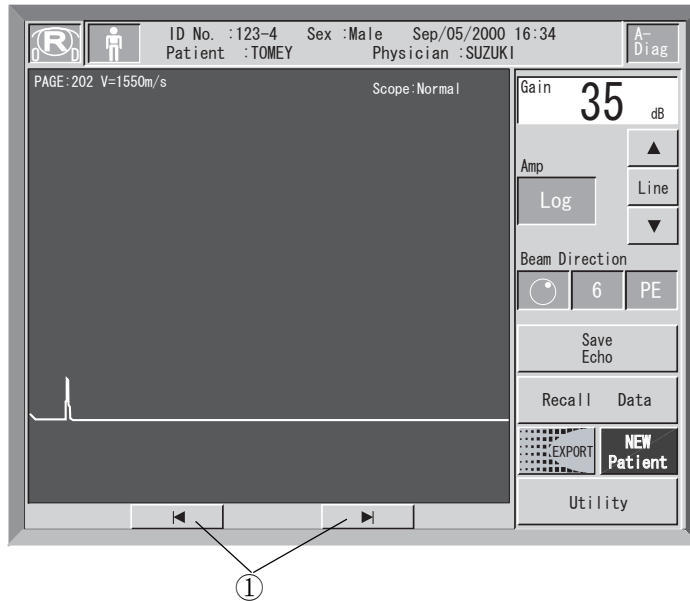 ID No. :123-4 Sex :Male Sep/05/2000 16:34
Patient :TOMEY Physician :SUZUKI
R
O D
A-
Diag
PAGE:202 V=1550m/s
Scope:Normal
Gain
35 dB
▲
Amp
Log
Line
▼
Beam Direction
6
PE
Save
Echo
Recall Data
EXPORT
NEW
Patient
Utility
①